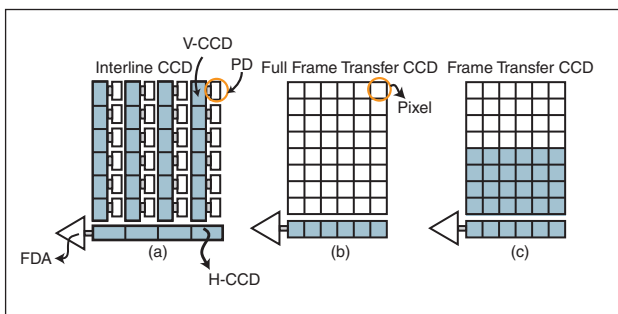 V-CCD
Interline CCD
PD
Full Frame Transfer CCD
Frame Transfer CCD
Pixel
FDA
(a)
H-CCD
(b)
(c)